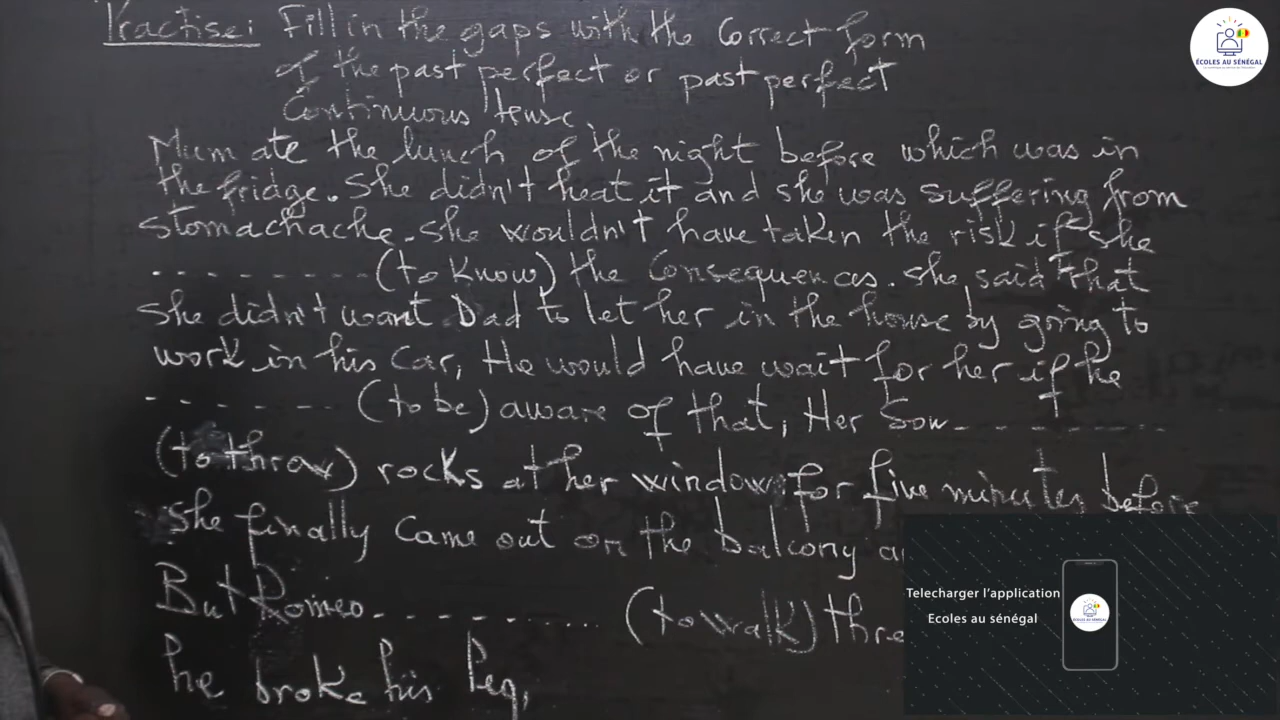 Practise: Fill in the gaps with the correct form
of the past perfect or past perfect
Continuous tense
Mum ate the lunch of the night before which was in
the fridge. She didn't heat it and she was suffering from
stomachache. She wouldn't have taken the risk if she
--------- (to know) the Consequences. She said that
She didn't want Dad to let her in the house by going to
work in his car, He would have wait for her if he
------- (to be) aware of that, Her Son----------
(to throw) rocks at her window for five minutes before
She finally came out on the balcony
But Romeo---------- (to walk)
he broke his leg,
ÉCOLES AU SÉNÉGAL
Telecharger l'application
Ecoles au sénégal